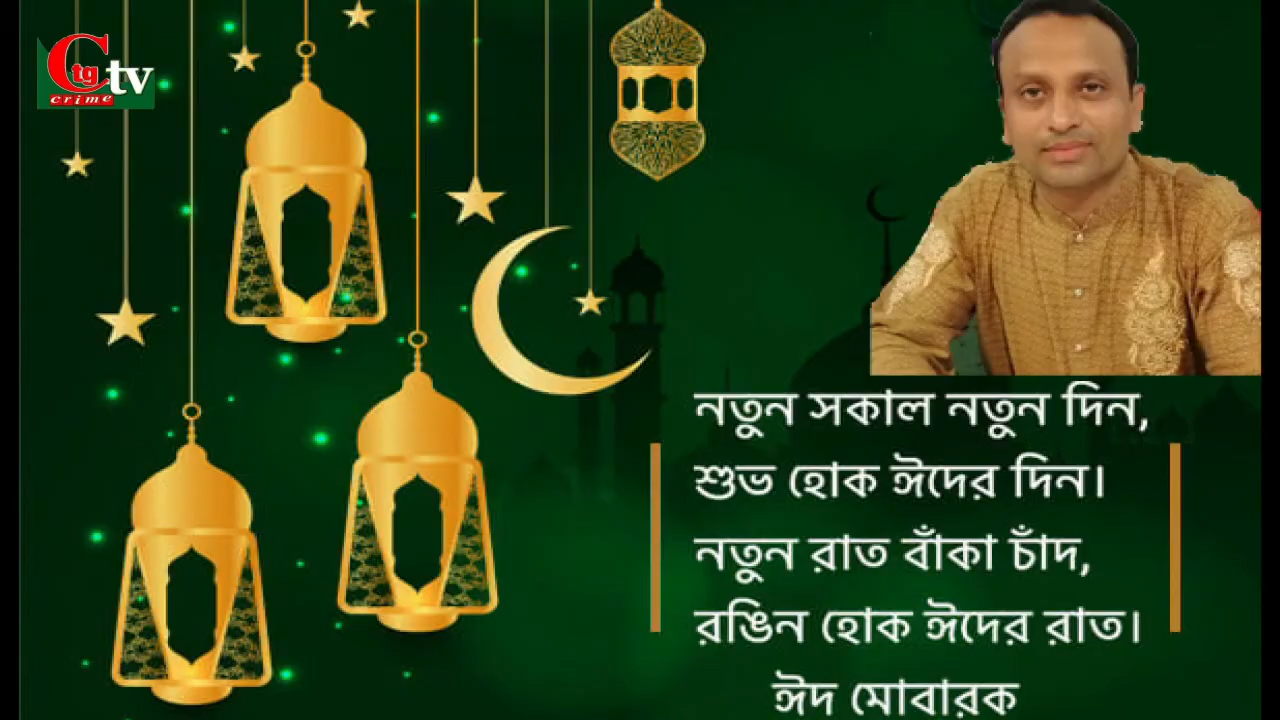 Ctg tv
crime
নতুন সকাল নতুন দিন,
শুভ হোক ঈদের দিন।
নতুন রাত বাঁকা চাঁদ,
রঙিন হোক ঈদের রাত।
ঈদ মোবারক